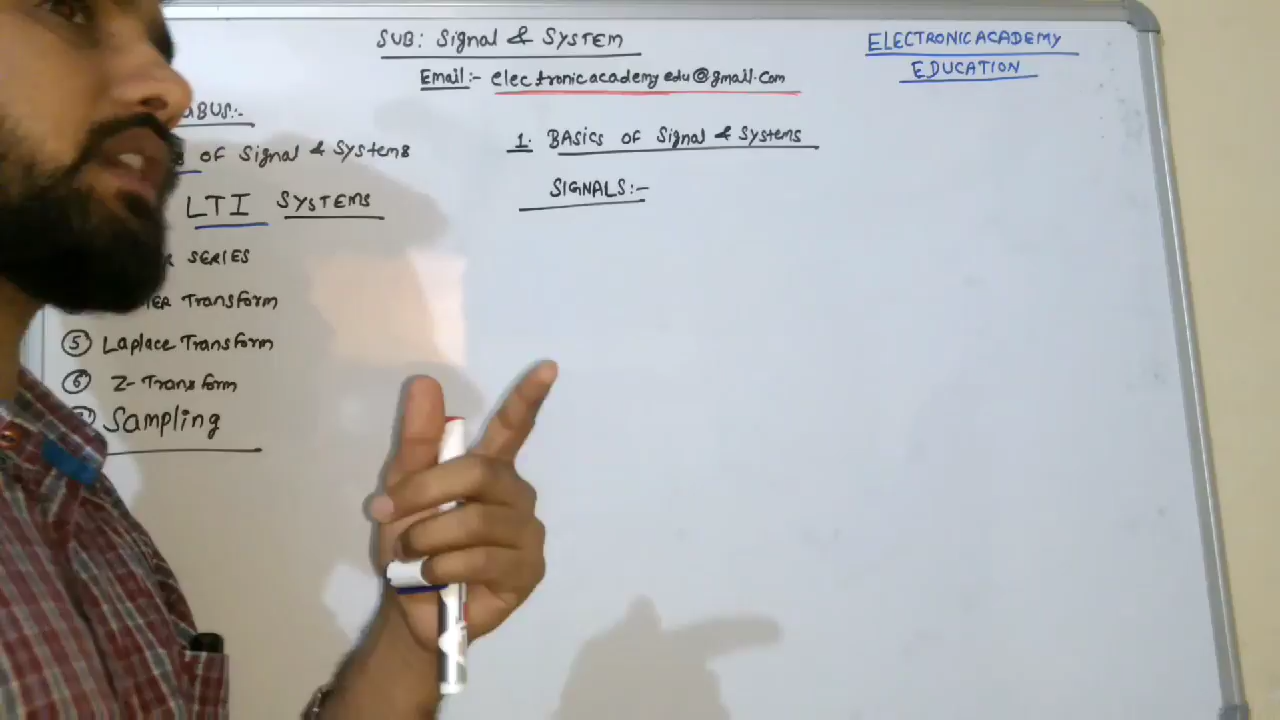 SUB: Signal & SYSTEM
ELECTRONIC ACADEMY
EDUCATION
Email:- electronicacademyedu@gmail.com
1. BASICS OF Signal & Systems
SIGNALS:-
OF Signal & Systems
LTI SYSTEMS
SERIES
Transform
⑤ Laplace Transform
⑥ Z-Transform
Sampling